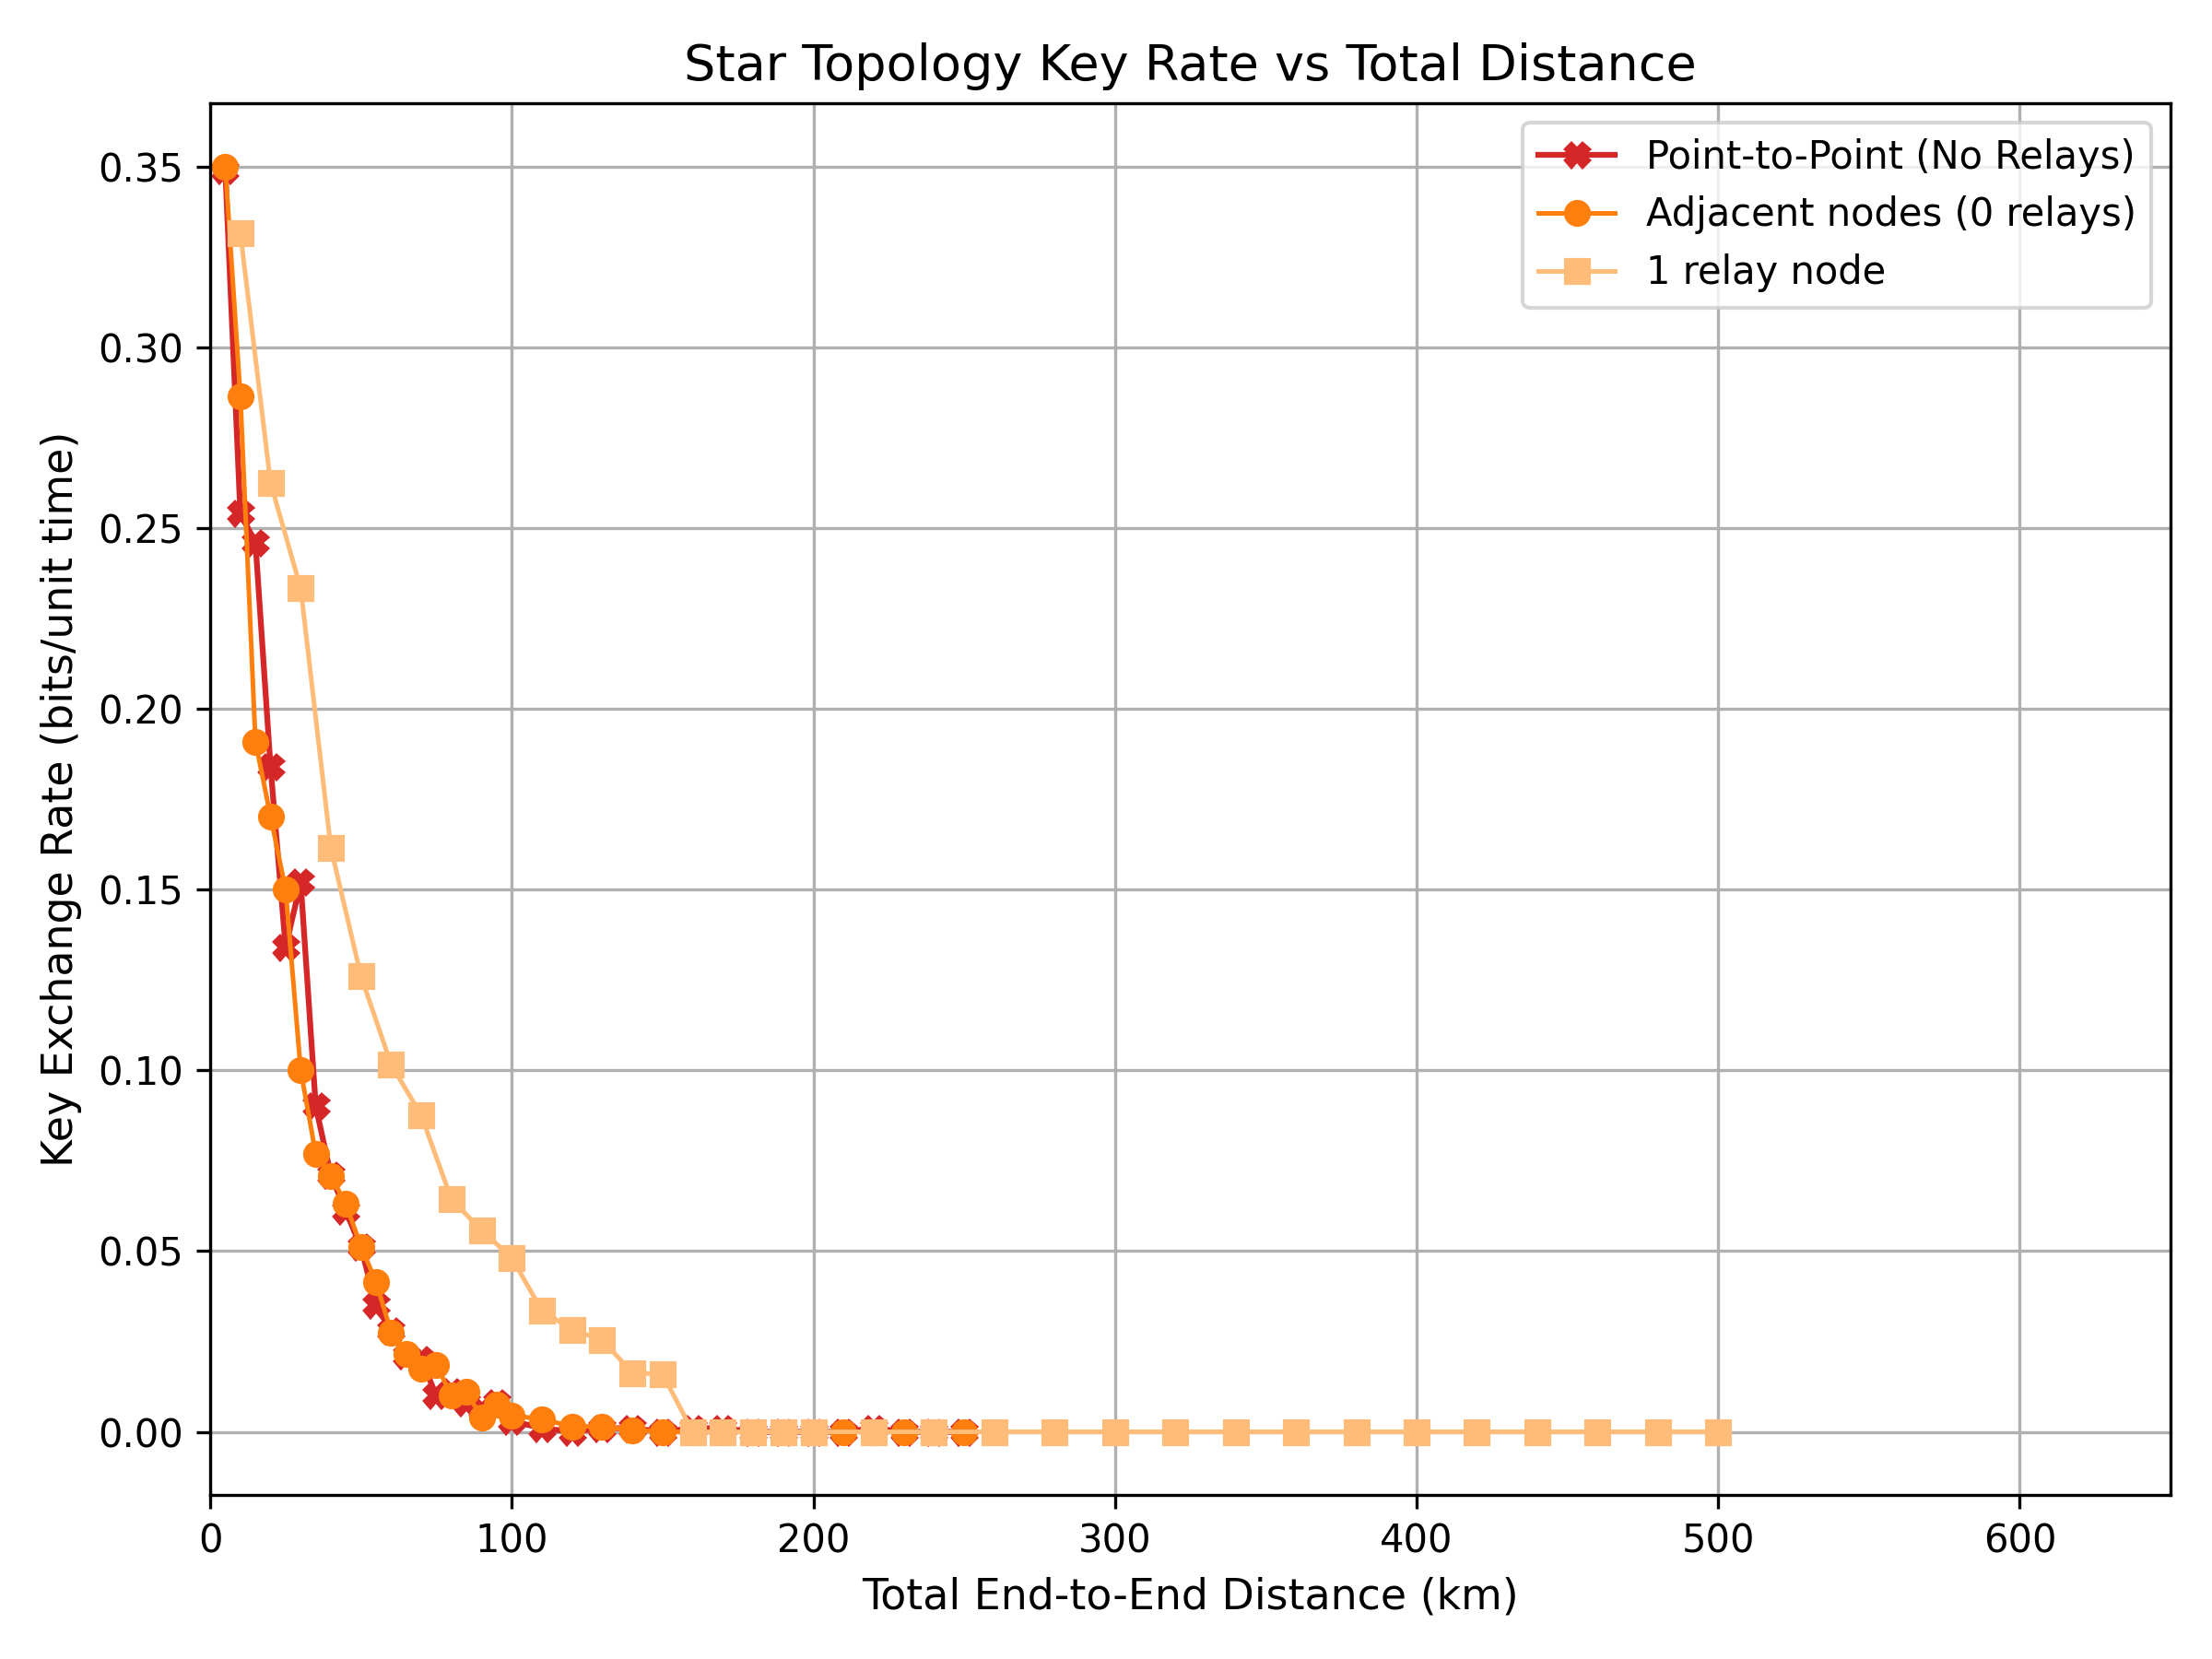 Star Topology Key Rate vs Total Distance
Point-to-Point (No Relays)
Adjacent nodes (0 relays)
1 relay node
Key Exchange Rate (bits/unit time)
0.35
0.30
0.25
0.20
0.15
0.10
0.05
0.00
0 100 200 300 400 500 600
Total End-to-End Distance (km)